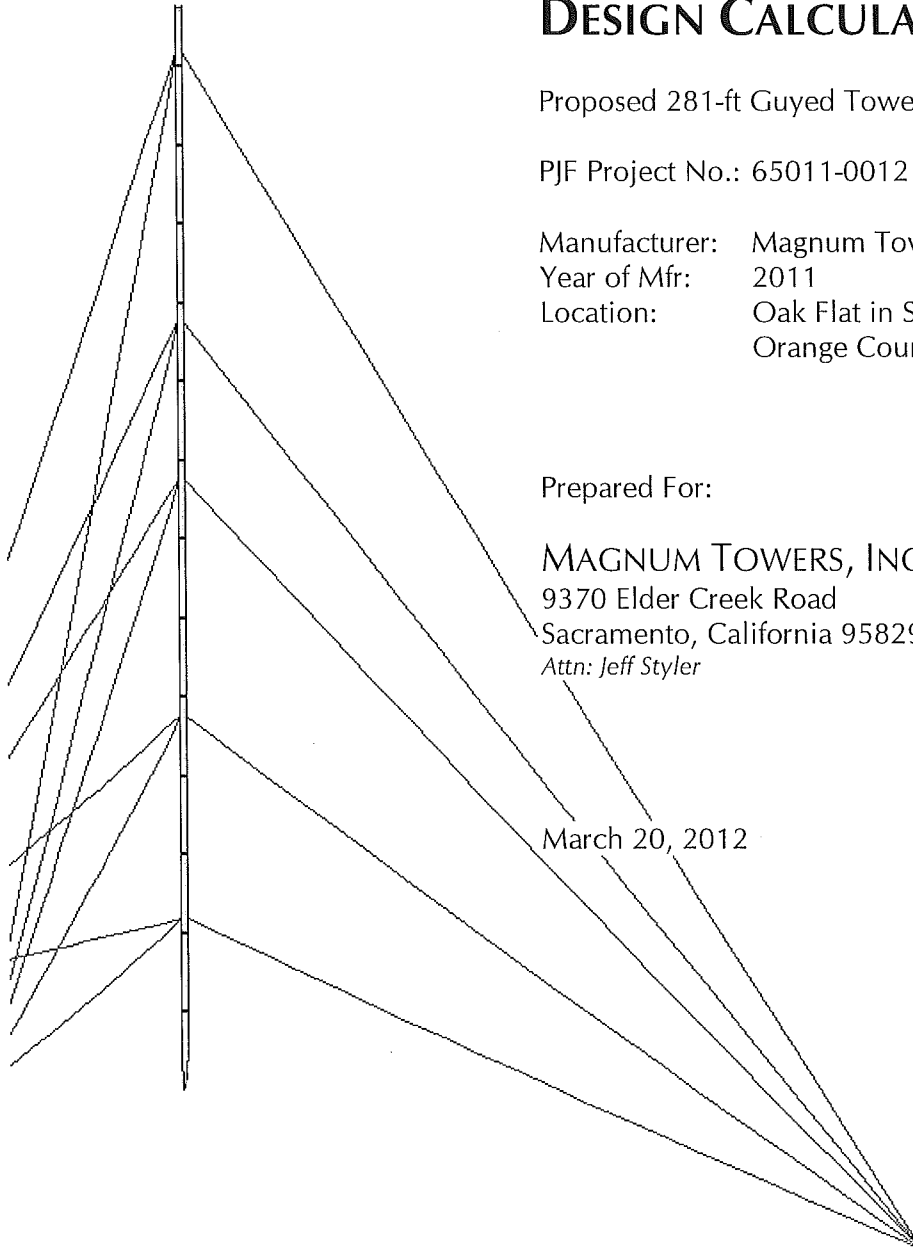 DESIGN CALCULA
Proposed 281-ft Guyed Towe
PJF Project No.: 65011-0012
Manufacturer: Magnum Tov
Year of Mfr: 2011
Location: Oak Flat in S
Orange Cour
Prepared For:
MAGNUM TOWERS, INC
9370 Elder Creek Road
Sacramento, California 95829
Attn: Jeff Styler
March 20, 2012